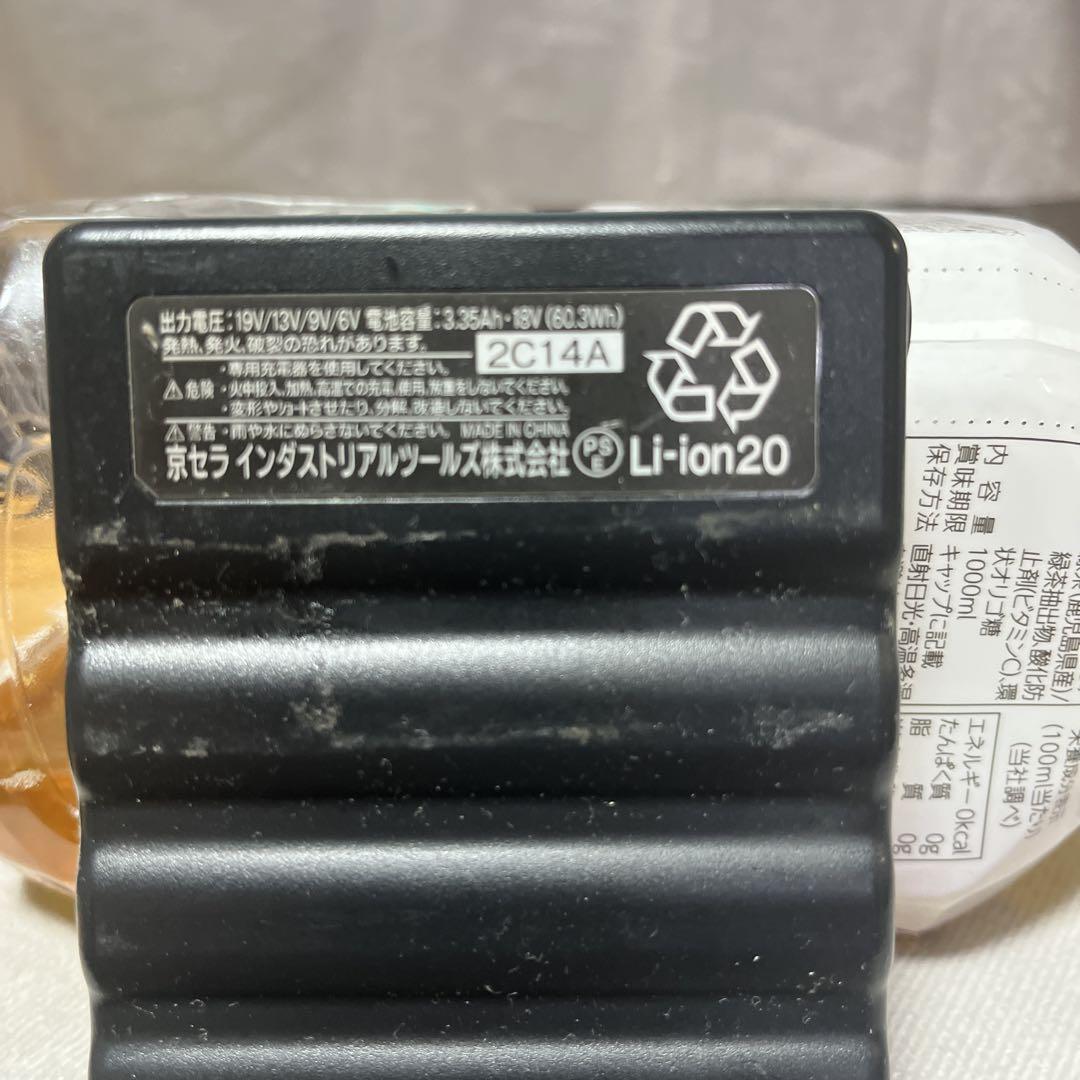 出力電圧：19V/13V/9V/6V 電池容量：3.35Ah・18V（60.3Wh）
発熱、発火、破裂の恐れがあります。
2C14A
・専用充電器を使用してください。
⚠危険・火中投入、加熱、高温での充電、使用、放置をしないでください。
・変形やショートさせたり、分解、改造しないでください。
⚠警告・雨や水にぬらさないでください。 MADE IN CHINA
京セラ インダストリアルツールズ株式会社 PSE Li-ion20
緑茶(鹿児島県産)/
緑茶抽出物、酸化防
止剤(ビタミンC)、環
状オリゴ糖
内容量 1000ml
賞味期限 キャップに記載
保存方法 直射日光・高温多湿
(100ml当たり)
(当社調べ)
エネルギー 0kcal
たんぱく質 0g
脂質 0g